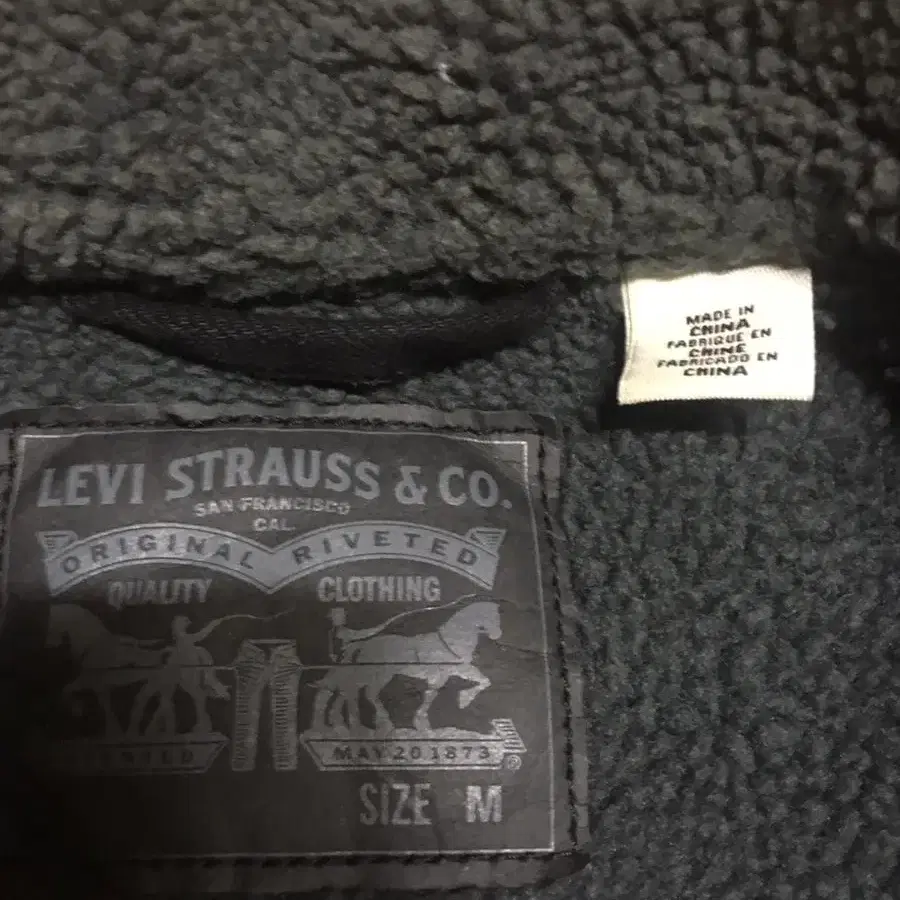 MADE IN
CHINA
FABRIQUE EN
CHINE
FABRICADO EN
CHINA
LEVI STRAUSS & CO.
SAN FRANCISCO
CAL.
ORIGINAL RIVETED
QUALITY CLOTHING
MAY 20 1873
®
SIZE M